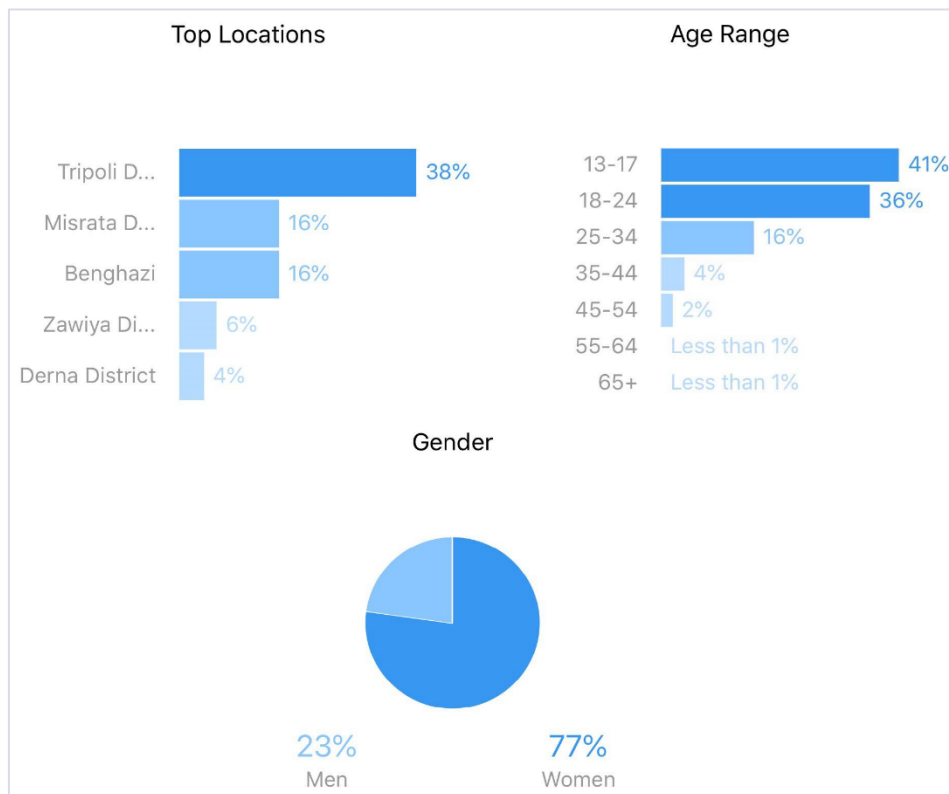 Top Locations
Tripoli D... 38%
Misrata D... 16%
Benghazi 16%
Zawiya Di... 6%
Derna District 4%
Age Range
13-17 41%
18-24 36%
25-34 16%
35-44 4%
45-54 2%
55-64 Less than 1%
65+ Less than 1%
Gender
23% 77%
Men Women